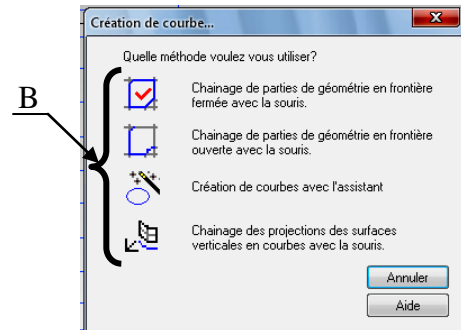 Création de courbe...
Quelle méthode voulez vous utiliser?
B
Chainage de parties de géométrie en frontière
fermée avec la souris.
Chainage de parties de géométrie en frontière
ouverte avec la souris.
Création de courbes avec l'assistant
Chainage des projections des surfaces
verticales en courbes avec la souris.
Annuler
Aide